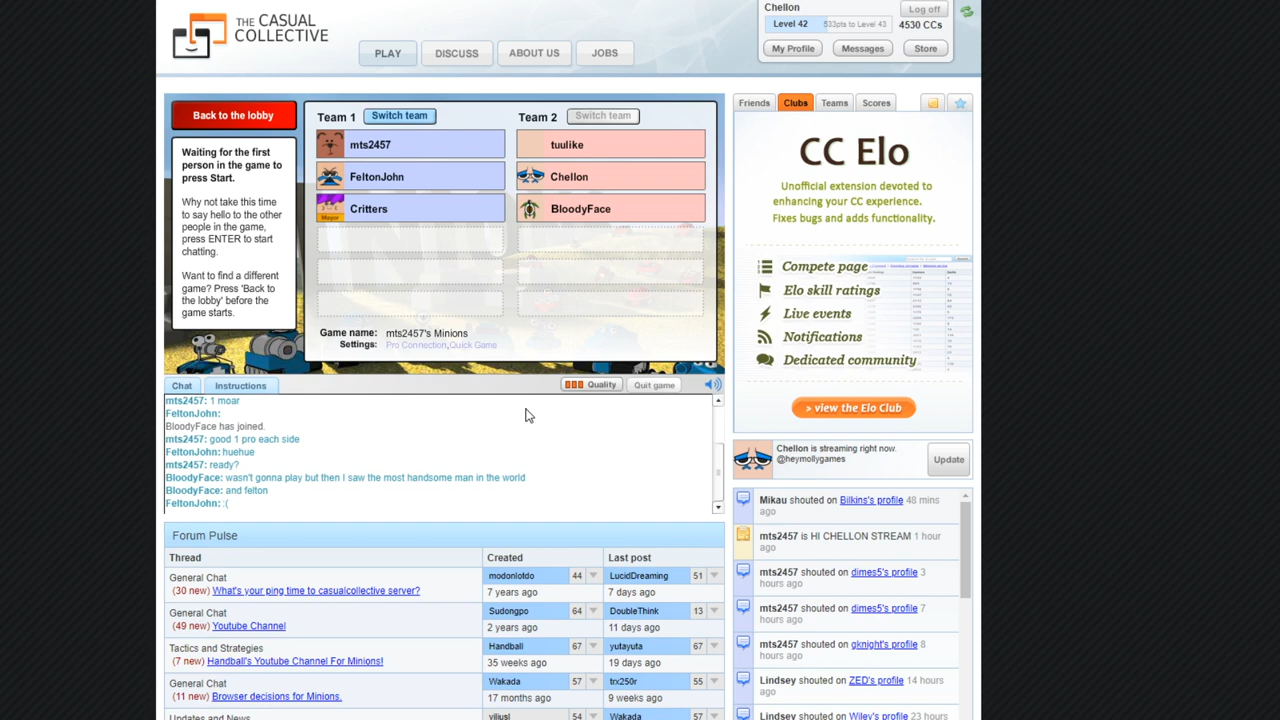 THE CASUAL
COLLECTIVE
PLAY
DISCUSS
ABOUT US
JOBS
Chellon
Log off
Level 42
533pts to Level 43
4530 CCs
My Profile
Messages
Store
Back to the lobby
Waiting for the first
person in the game to
press Start.
Why not take this time
to say hello to the other
people in the game,
press ENTER to start
chatting.
Want to find a different
game? Press 'Back to
the lobby' before the
game starts.
Team 1
Switch team
Team 2
Switch team
mts2457
tuulike
FeltonJohn
Chellon
Mayor
Critters
BloodyFace
Game name: mts2457's Minions
Settings: Pro Connection,Quick Game
Chat
Instructions
Quality
Quit game
mts2457: 1 moar
FeltonJohn:
BloodyFace has joined.
mts2457: good 1 pro each side
FeltonJohn: huehue
mts2457: ready?
BloodyFace: wasn't gonna play but then I saw the most handsome man in the world
BloodyFace: and felton
FeltonJohn: :(
Forum Pulse
Thread
Created
Last post
General Chat
(30 new) What's your ping time to casualcollective server?
modonlotdo 44
7 years ago
LucidDreaming 51
7 days ago
General Chat
(49 new) Youtube Channel
Sudongpo 64
2 years ago
DoubleThink 13
11 days ago
Tactics and Strategies
(7 new) Handball's Youtube Channel For Minions!
Handball 67
35 weeks ago
yutayuta 67
19 days ago
General Chat
(11 new) Browser decisions for Minions.
Wakada 57
17 months ago
trx250r 55
9 weeks ago
Updates and News
viliusl 54
Wakada 57
Friends
Clubs
Teams
Scores
CC Elo
Unofficial extension devoted to
enhancing your CC experience.
Fixes bugs and adds functionality.
Compete page
Elo skill ratings
Live events
Notifications
Dedicated community
> view the Elo Club
Chellon is streaming right now.
@heymollygames
Update
Mikau shouted on Bilkins's profile 48 mins
ago
mts2457 is HI CHELLON STREAM 1 hour
ago
mts2457 shouted on dimes5's profile 3
hours ago
mts2457 shouted on dimes5's profile 7
hours ago
mts2457 shouted on gknight's profile 8
hours ago
Lindsey shouted on ZED's profile 14 hours
ago
Lindsey shouted on Wiley's profile 23 hours